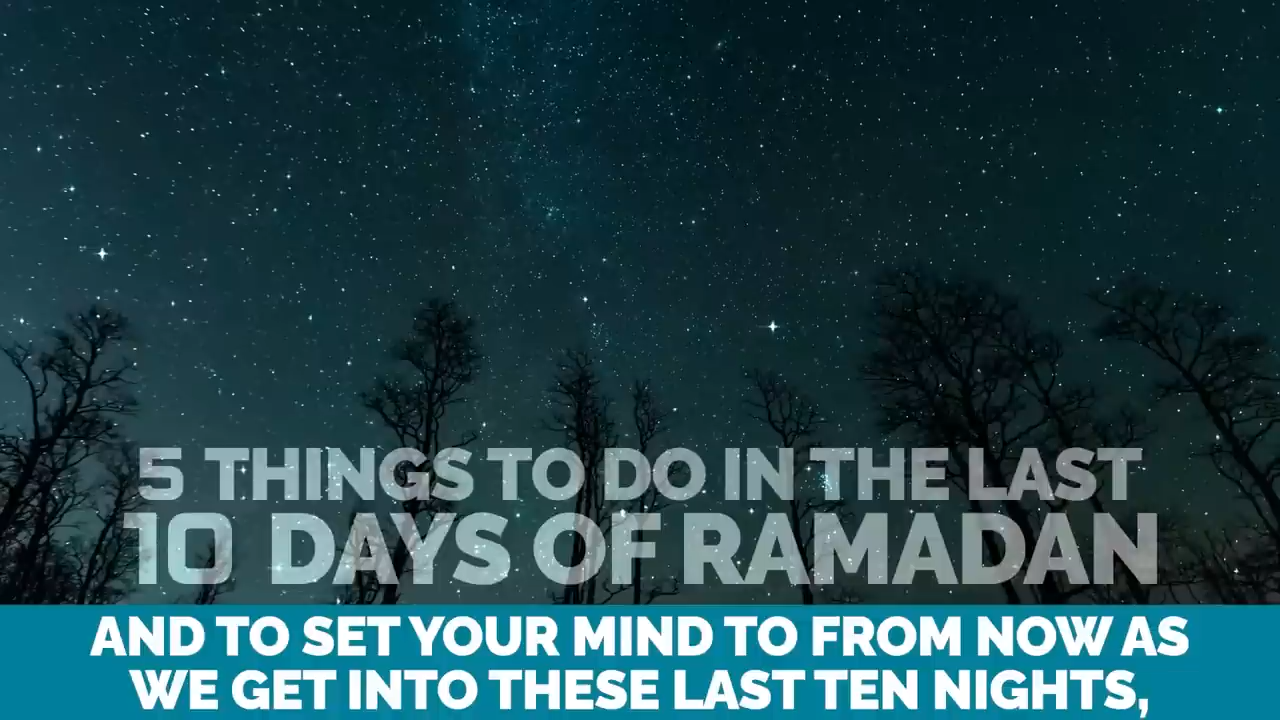 5 THINGS TO DO IN THE LAST
10 DAYS OF RAMADAN
AND TO SET YOUR MIND TO FROM NOW AS
WE GET INTO THESE LAST TEN NIGHTS,